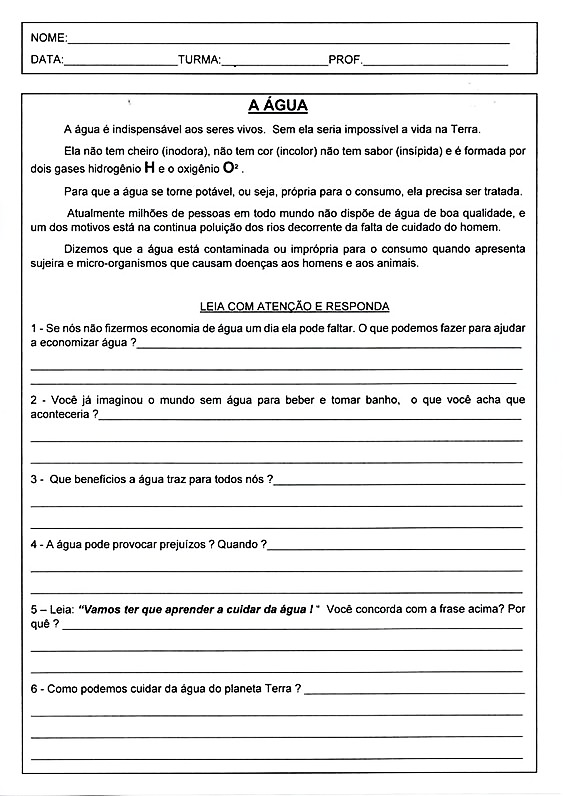 NOME:
DATA: TURMA: PROF.
A ÁGUA
A água é indispensável aos seres vivos. Sem ela seria impossível a vida na Terra.
Ela não tem cheiro (inodora), não tem cor (incolor) não tem sabor (insípida) e é formada por
dois gases hidrogênio H e o oxigênio O² .
Para que a água se torne potável, ou seja, própria para o consumo, ela precisa ser tratada.
Atualmente milhões de pessoas em todo mundo não dispõe de água de boa qualidade, e
um dos motivos está na continua poluição dos rios decorrente da falta de cuidado do homem.
Dizemos que a água está contaminada ou imprópria para o consumo quando apresenta
sujeira e micro-organismos que causam doenças aos homens e aos animais.
LEIA COM ATENÇÃO E RESPONDA
1 - Se nós não fizermos economia de água um dia ela pode faltar. O que podemos fazer para ajudar
a economizar água ?
2 - Você já imaginou o mundo sem água para beber e tomar banho, o que você acha que
aconteceria ?
3 - Que benefícios a água traz para todos nós ?
4 - A água pode provocar prejuízos ? Quando ?
5 – Leia: "Vamos ter que aprender a cuidar da água ! " Você concorda com a frase acima? Por
quê ?
6 - Como podemos cuidar da água do planeta Terra ?